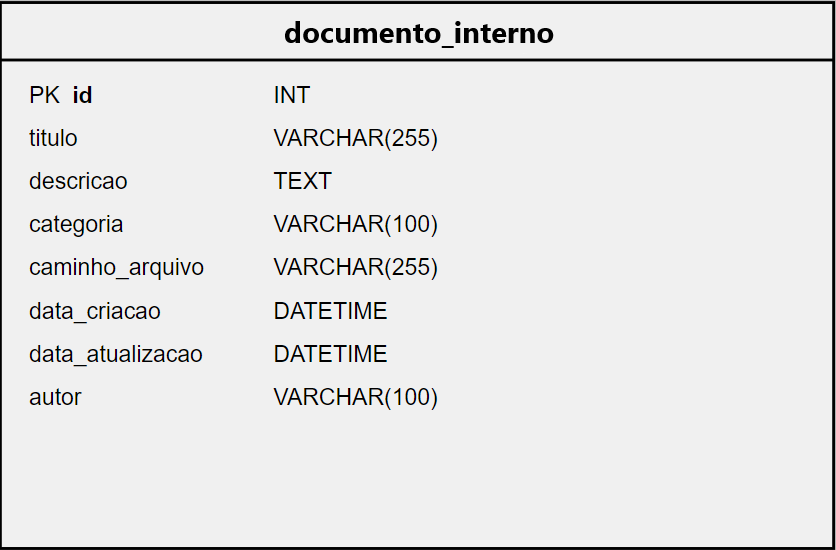 documento_interno
PK id INT
titulo VARCHAR(255)
descricao TEXT
categoria VARCHAR(100)
caminho_arquivo VARCHAR(255)
data_criacao DATETIME
data_atualizacao DATETIME
autor VARCHAR(100)